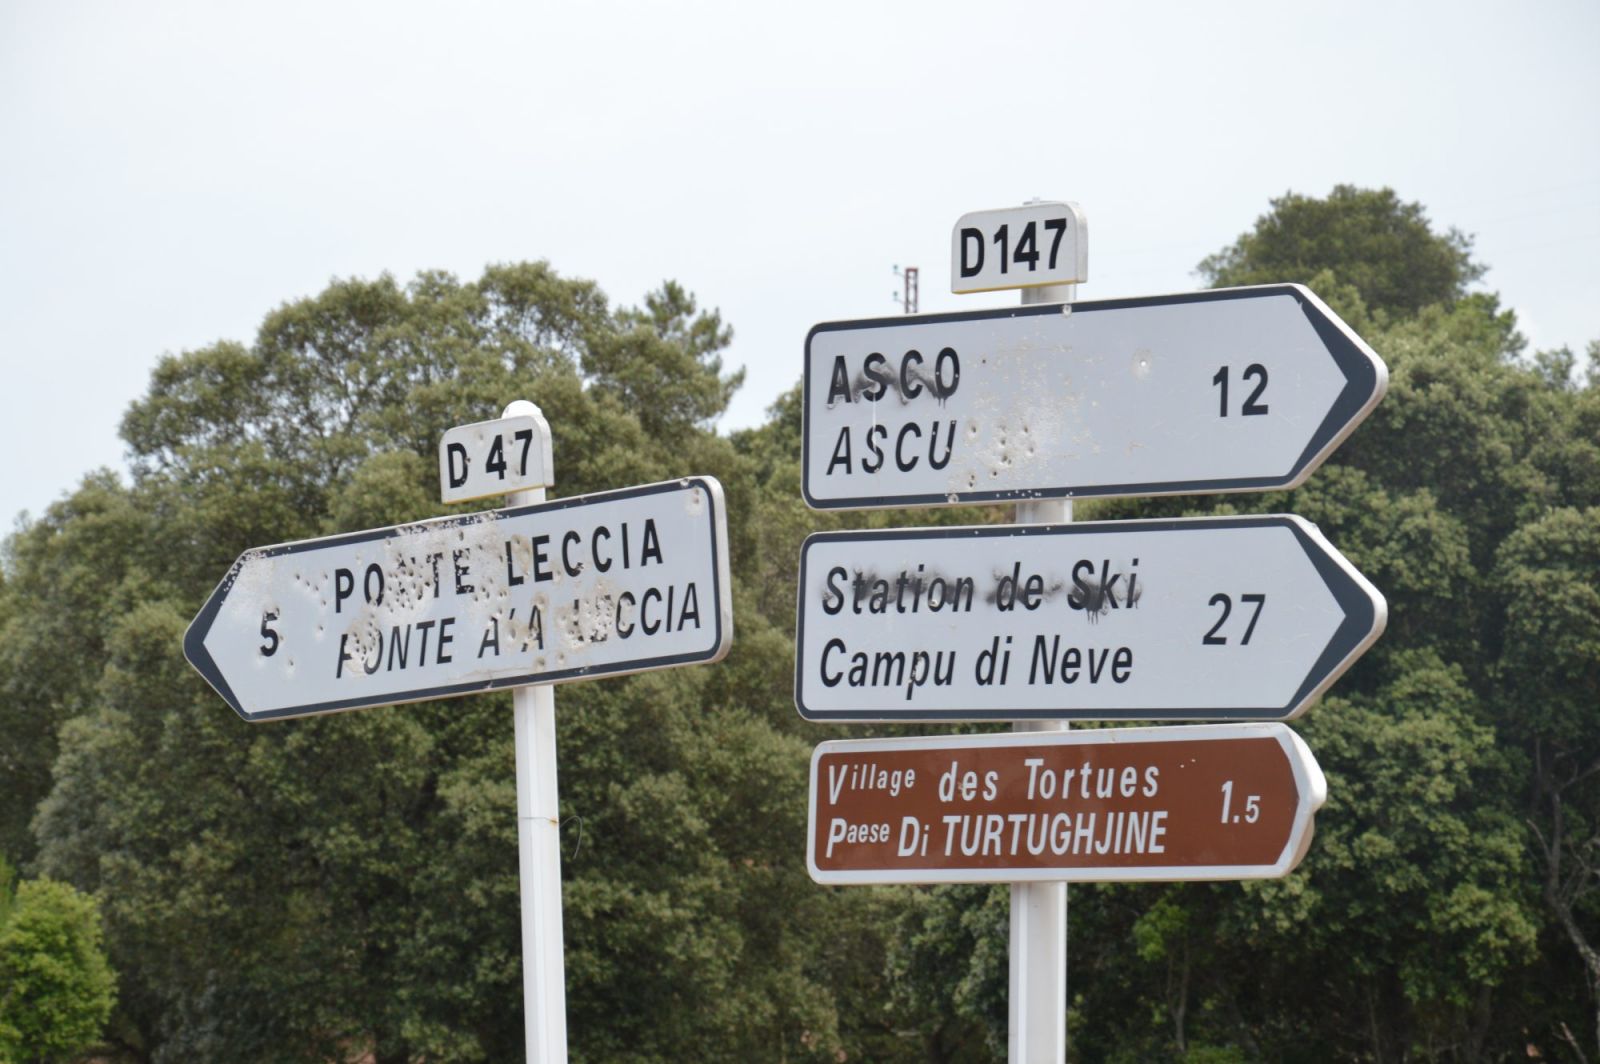 D 47
PONTE LECCIA
PONTE A'A LECCIA
5
D147
ASCO
ASCU
12
Station de Ski
Campu di Neve
27
Village des Tortues
Paese Di TURTUGHJINE
1.5